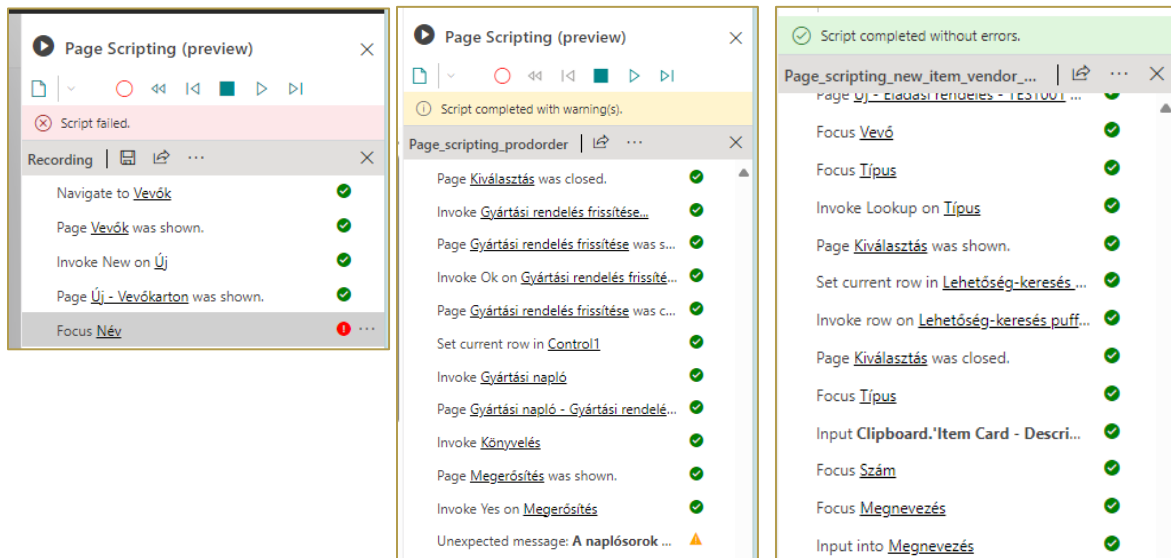 Page Scripting (preview)
Script failed.
Recording
Navigate to Vevők
Page Vevők was shown.
Invoke New on Új
Page Új - Vevőkarton was shown.
Focus Név
Page Scripting (preview)
Script completed with warning(s).
Page_scripting_prodorder
Page Kiválasztás was closed.
Invoke Gyártási rendelés frissítése...
Page Gyártási rendelés frissítése was s...
Invoke Ok on Gyártási rendelés frissíté...
Page Gyártási rendelés frissítése was c...
Set current row in Control1
Invoke Gyártási napló
Page Gyártási napló - Gyártási rendelé...
Invoke Könyvelés
Page Megerősítés was shown.
Invoke Yes on Megerősítés
Unexpected message: A naplósorok ...
Script completed without errors.
Page_scripting_new_item_vendor_...
Page Új - Eladási rendelés - TES1001 ...
Focus Vevő
Focus Típus
Invoke Lookup on Típus
Page Kiválasztás was shown.
Set current row in Lehetőség-keresés ...
Invoke row on Lehetőség-keresés puff...
Page Kiválasztás was closed.
Focus Típus
Input Clipboard.'Item Card - Descri...
Focus Szám
Focus Megnevezés
Input into Megnevezés